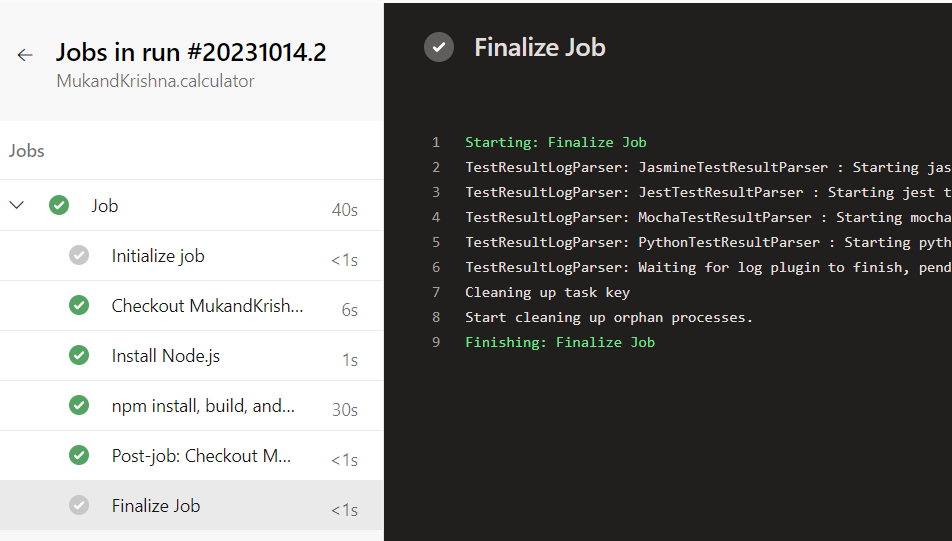 Jobs in run #20231014.2
MukandKrishna.calculator
Jobs
Job 40s
Initialize job <1s
Checkout MukandKrish... 6s
Install Node.js 1s
npm install, build, and... 30s
Post-job: Checkout M... <1s
Finalize Job <1s
Finalize Job
1 Starting: Finalize Job
2 TestResultLogParser: JasmineTestResultParser : Starting jas
3 TestResultLogParser: JestTestResultParser : Starting jest t
4 TestResultLogParser: MochaTestResultParser : Starting mocha
5 TestResultLogParser: PythonTestResultParser : Starting pyth
6 TestResultLogParser: Waiting for log plugin to finish, pend
7 Cleaning up task key
8 Start cleaning up orphan processes.
9 Finishing: Finalize Job